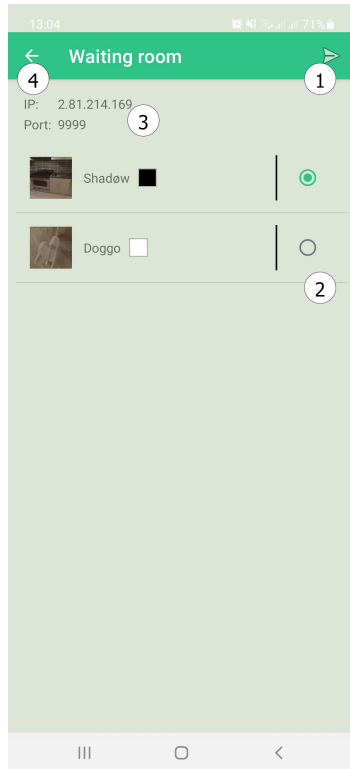 13:04 71%
Waiting room
4
1
IP: 2.81.214.169
3
Port: 9999
Shadøw
Doggo
2